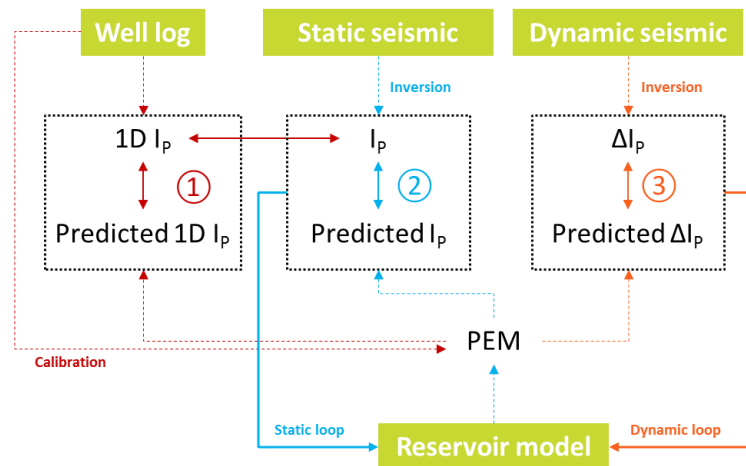 Well log
Static seismic
Dynamic seismic
Inversion
Inversion
1D Iₚ
Iₚ
ΔIₚ
①
②
③
Predicted 1D Iₚ
Predicted Iₚ
Predicted ΔIₚ
PEM
Calibration
Static loop
Reservoir model
Dynamic loop